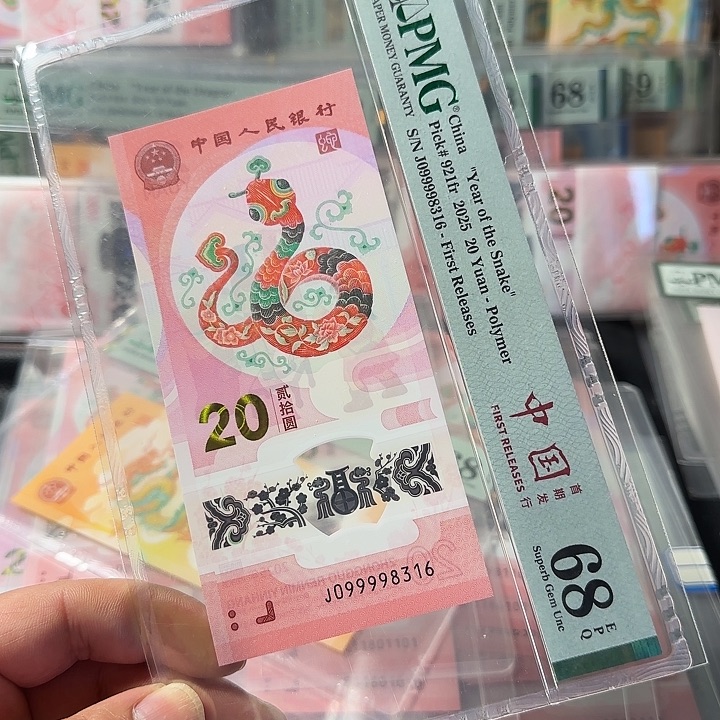 中国人民银行
20
贰拾圆
福
J099998316
PMG
PAPER MONEY GUARANTY
China "Year of the Snake"
Pick# 921fr 2025 20 Yuan - Polymer
S/N J099998316 - First Releases
中国
首期发行
FIRST RELEASES
68
EPQ
Superb Gem Unc
68
20